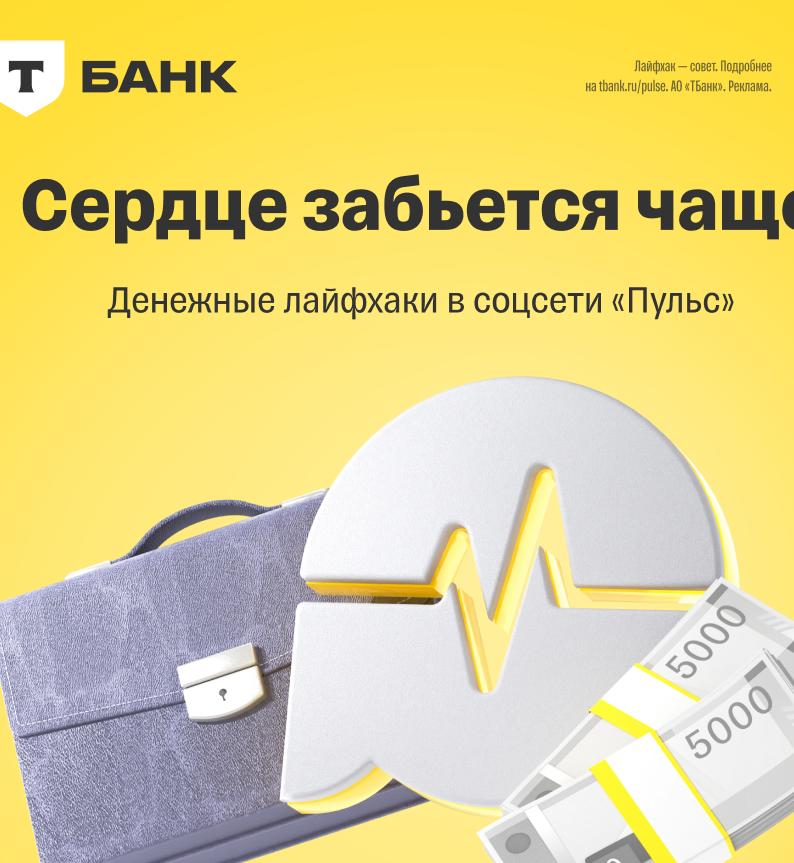 Т БАНК
Лайфхак — совет. Подробнее
на tbank.ru/pulse. АО «ТБанк». Реклама.
Сердце забьется чаще
Денежные лайфхаки в соцсети «Пульс»
5000
5000